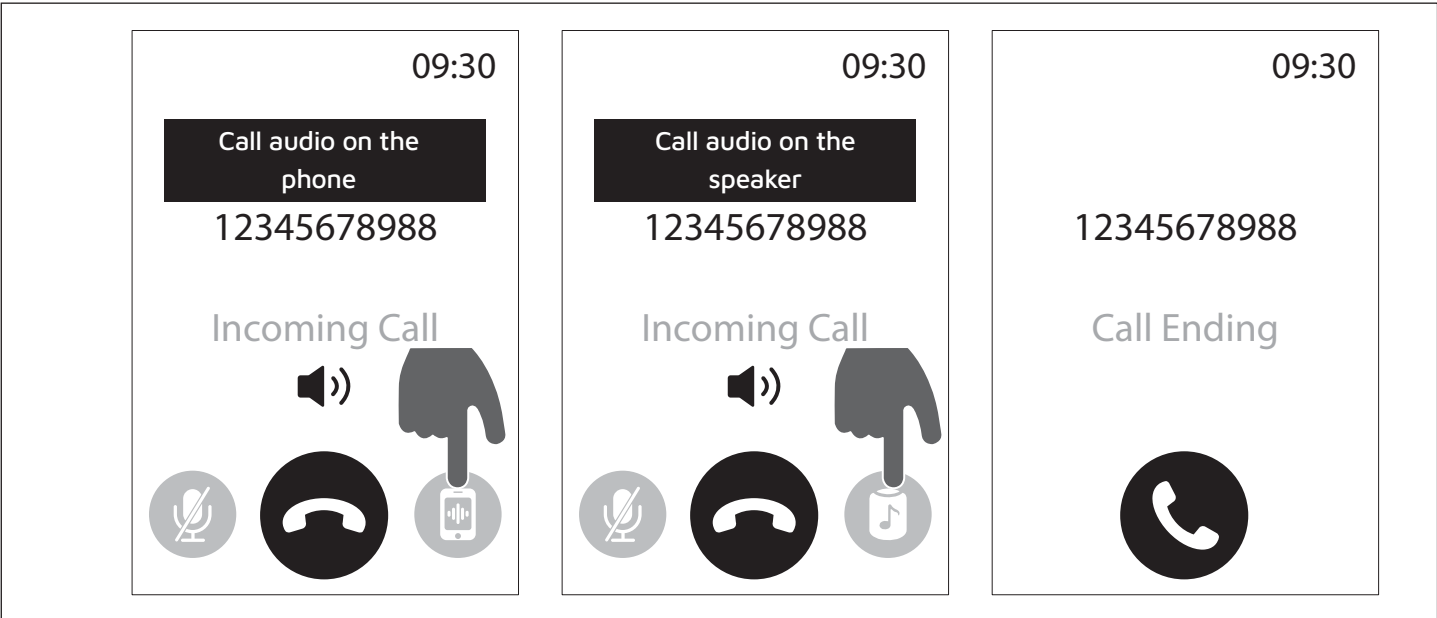 09:30
Call audio on the
phone
12345678988
Incoming Call
09:30
Call audio on the
speaker
12345678988
Incoming Call
09:30
12345678988
Call Ending